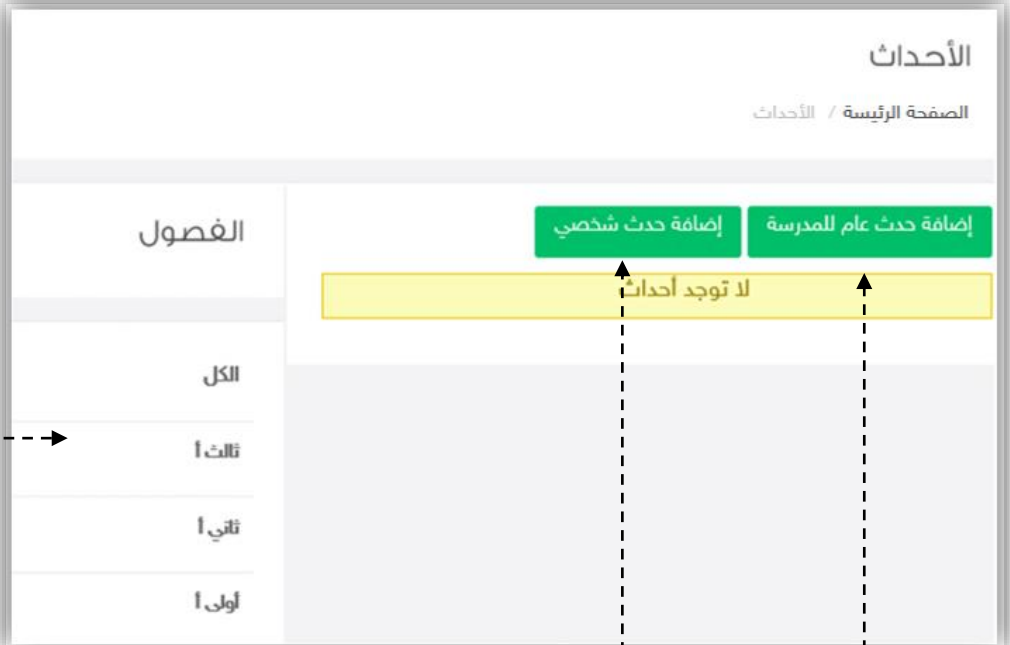 الأحداث
الصفحة الرئيسة / الأحداث
إضافة حدث عام للمدرسة
إضافة حدث شخصي
لا توجد أحداث
الفصول
الكل
ثالث أ
ثاني أ
أولى أ